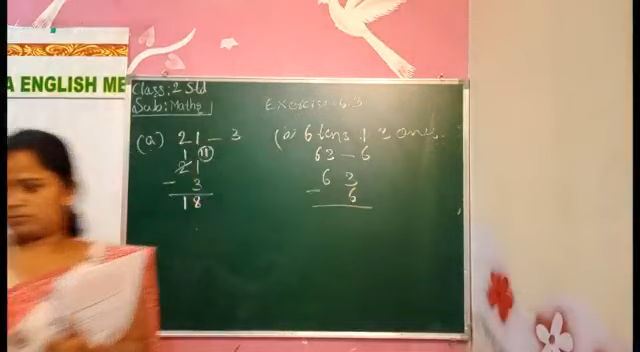 A ENGLISH ME
Class: 2 Std
Sub: Maths
Exercise 6.3
(a) 21 - 3
1 11
21
- 3
18
6 tens 3 ones.
63 - 6
6 3
- 6